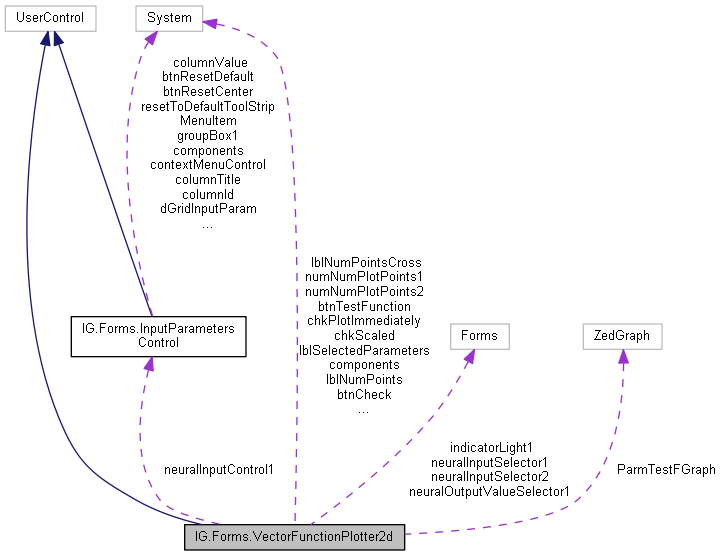 UserControl
System
columnValue
btnResetDefault
btnResetCenter
resetToDefaultToolStrip
MenuItem
groupBox1
components
contextMenuControl
columnTitle
columnId
dGridInputParam
...
lblNumPointsCross
numNumPlotPoints1
numNumPlotPoints2
btnTestFunction
chkPlotImmediately
chkScaled
lblSelectedParameters
components
lblNumPoints
btnCheck
...
IG.Forms.InputParameters
Control
Forms
ZedGraph
neuralInputControl1
indicatorLight1
neuralInputSelector1
neuralInputSelector2
neuralOutputValueSelector1
ParmTestFGraph
IG.Forms.VectorFunctionPlotter2d